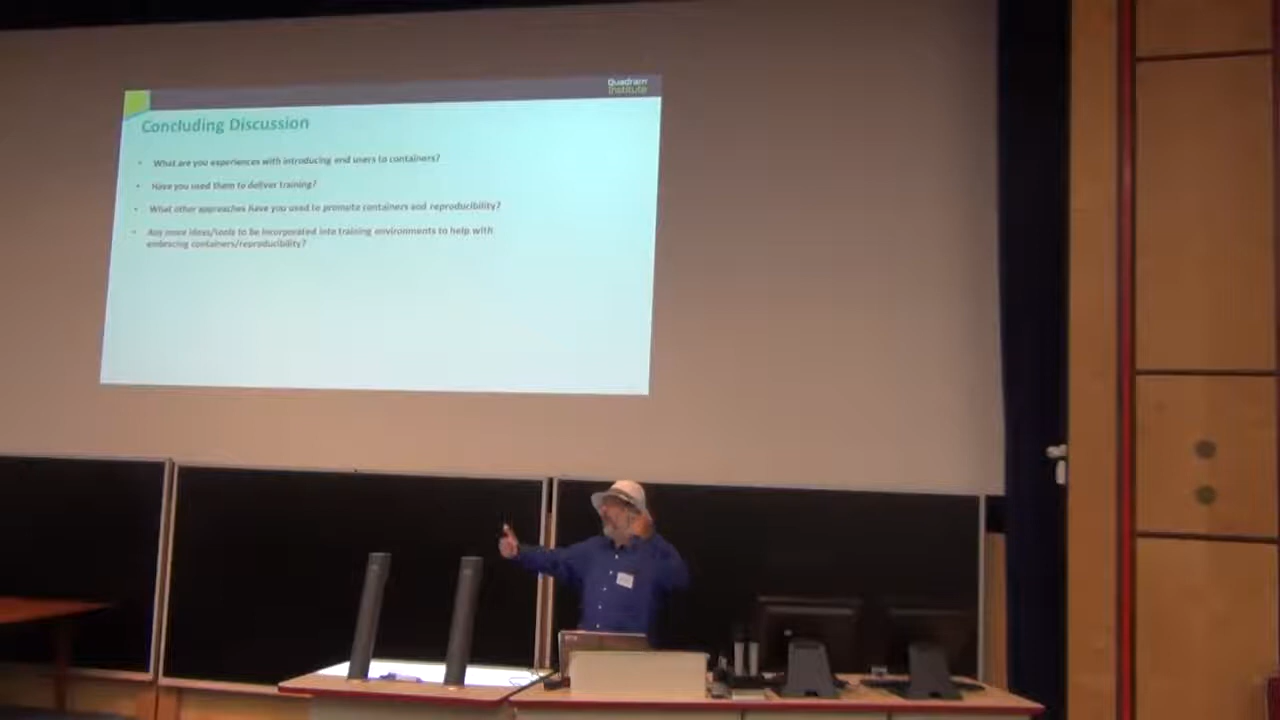 Quadram
Institute
Concluding Discussion
• What are you experiences with introducing end users to containers?
• Have you used them to deliver training?
• What other approaches have you used to promote containers and reproducibility?
• Any more ideas/tools to be incorporated into training environments to help with
embracing containers/reproducibility?